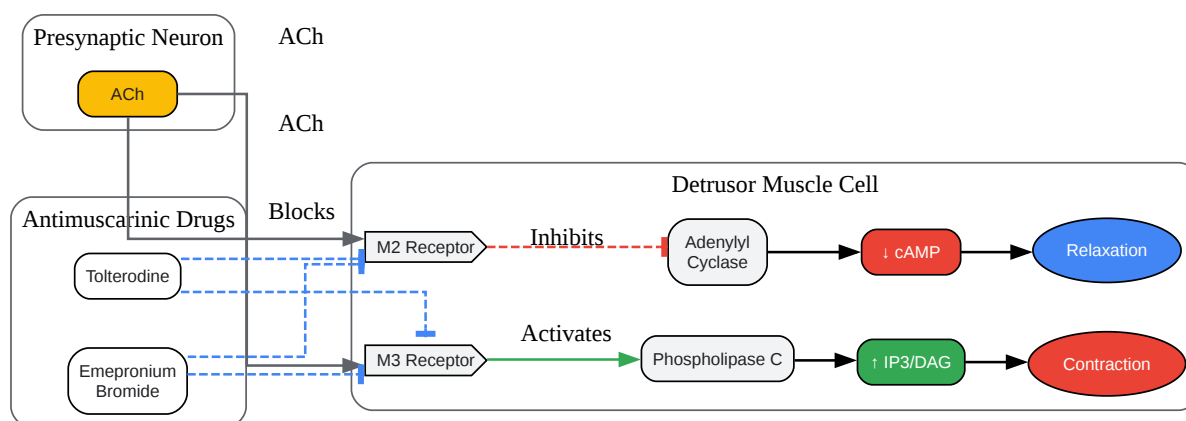 Presynaptic Neuron
ACh
ACh
ACh
Detrusor Muscle Cell
Antimuscarinic Drugs
Blocks
M2 Receptor
Inhibits
Adenylyl
Cyclase
↓ cAMP
Relaxation
Tolterodine
Activates
M3 Receptor
Phospholipase C
↑ IP3/DAG
Contraction
Emepronium
Bromide